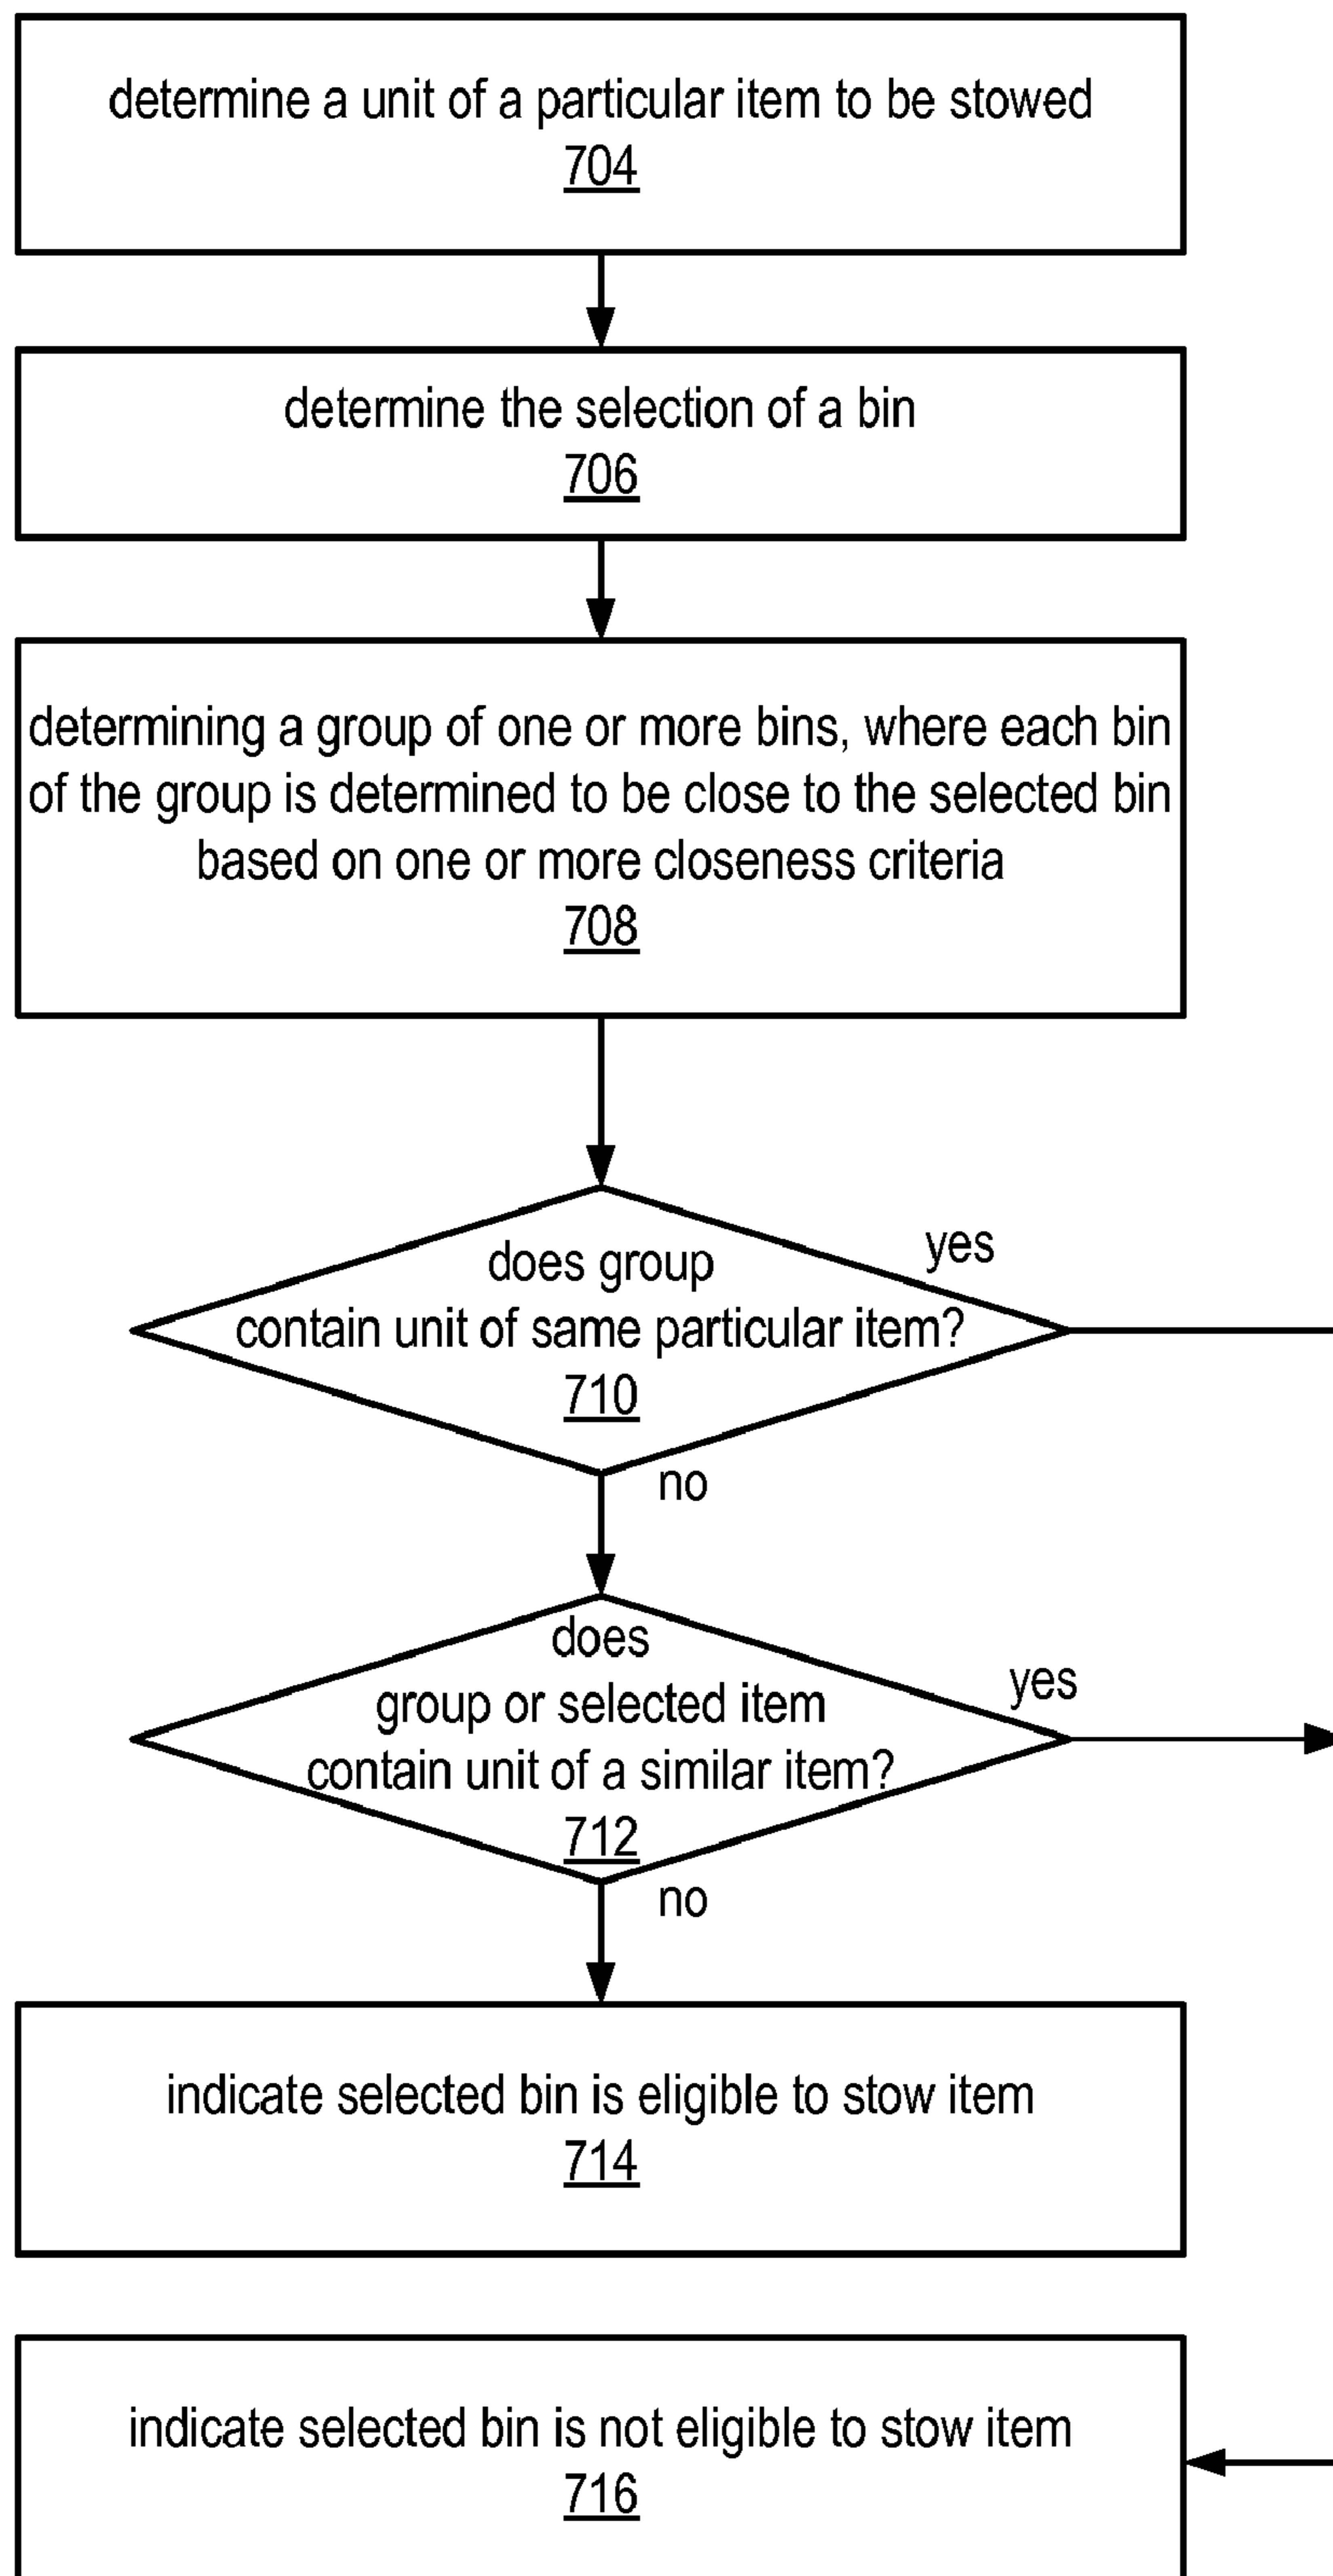 determine a unit of a particular item to be stowed
704
determine the selection of a bin
706
determining a group of one or more bins, where each bin
of the group is determined to be close to the selected bin
based on one or more closeness criteria
708
does group
contain unit of same particular item?
710
yes
no
does
group or selected item
contain unit of a similar item?
712
yes
no
indicate selected bin is eligible to stow item
714
indicate selected bin is not eligible to stow item
716